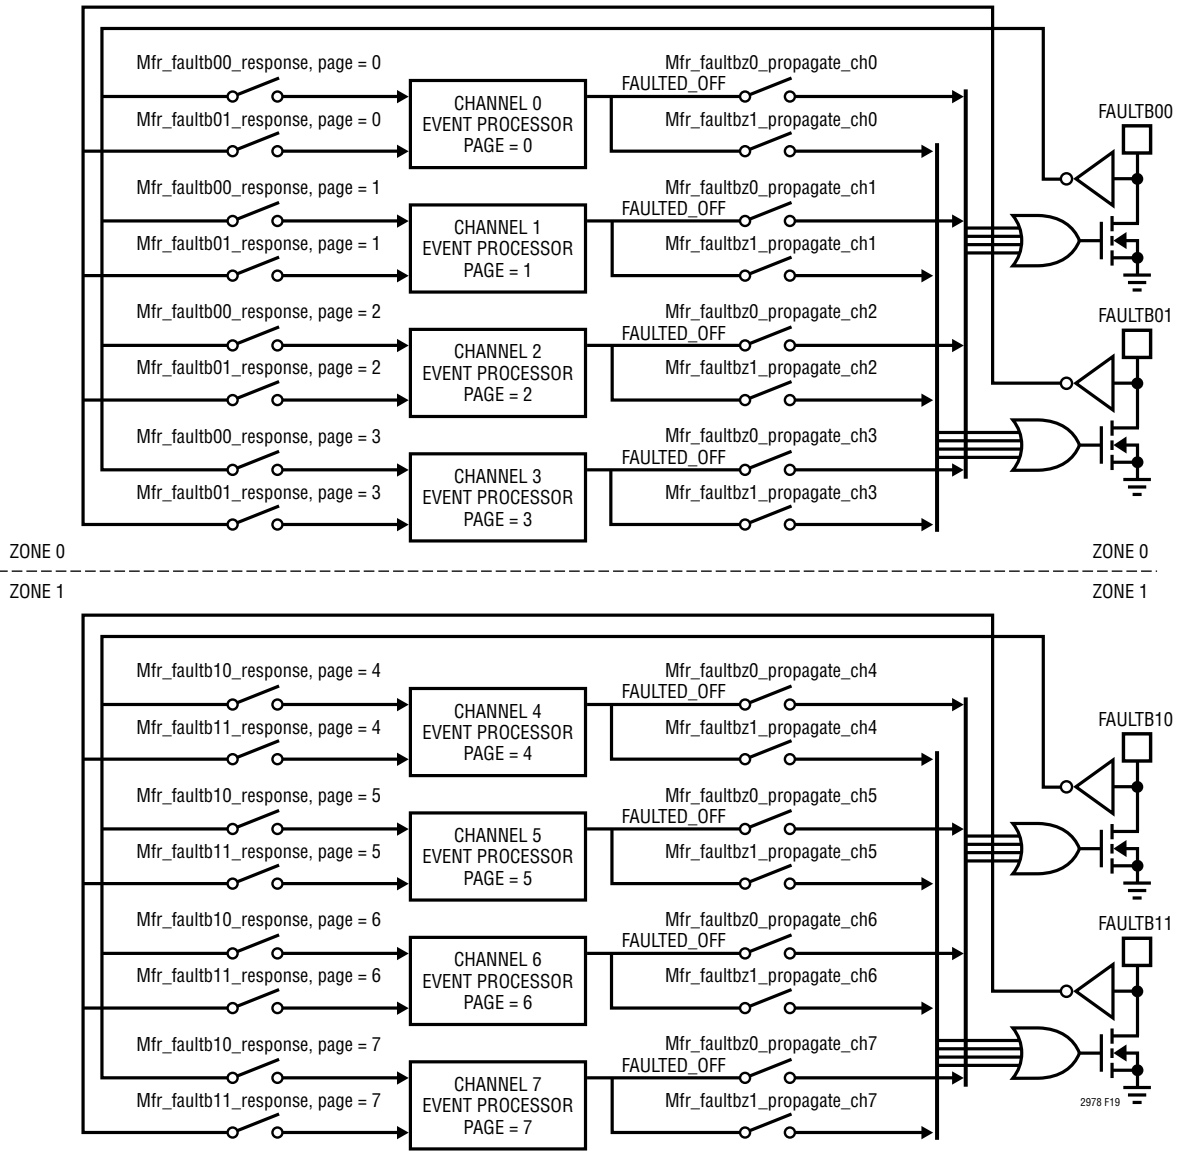 Mfr_faultb00_response, page = 0
Mfr_faultbz0_propagate_ch0
FAULTED_OFF
CHANNEL 0
EVENT PROCESSOR
PAGE = 0
Mfr_faultb01_response, page = 0
Mfr_faultbz1_propagate_ch0
FAULTB00
Mfr_faultb00_response, page = 1
Mfr_faultbz0_propagate_ch1
FAULTED_OFF
CHANNEL 1
EVENT PROCESSOR
PAGE = 1
Mfr_faultb01_response, page = 1
Mfr_faultbz1_propagate_ch1
Mfr_faultb00_response, page = 2
Mfr_faultbz0_propagate_ch2
FAULTED_OFF
FAULTB01
CHANNEL 2
EVENT PROCESSOR
PAGE = 2
Mfr_faultb01_response, page = 2
Mfr_faultbz1_propagate_ch2
Mfr_faultb00_response, page = 3
Mfr_faultbz0_propagate_ch3
FAULTED_OFF
CHANNEL 3
EVENT PROCESSOR
PAGE = 3
Mfr_faultb01_response, page = 3
Mfr_faultbz1_propagate_ch3
ZONE 0
ZONE 0
ZONE 1
ZONE 1
Mfr_faultb10_response, page = 4
Mfr_faultbz0_propagate_ch4
FAULTED_OFF
CHANNEL 4
EVENT PROCESSOR
PAGE = 4
Mfr_faultb11_response, page = 4
Mfr_faultbz1_propagate_ch4
FAULTB10
Mfr_faultb10_response, page = 5
Mfr_faultbz0_propagate_ch5
FAULTED_OFF
CHANNEL 5
EVENT PROCESSOR
PAGE = 5
Mfr_faultb11_response, page = 5
Mfr_faultbz1_propagate_ch5
Mfr_faultb10_response, page = 6
Mfr_faultbz0_propagate_ch6
FAULTED_OFF
FAULTB11
CHANNEL 6
EVENT PROCESSOR
PAGE = 6
Mfr_faultb11_response, page = 6
Mfr_faultbz1_propagate_ch6
Mfr_faultb10_response, page = 7
Mfr_faultbz0_propagate_ch7
FAULTED_OFF
CHANNEL 7
EVENT PROCESSOR
PAGE = 7
Mfr_faultb11_response, page = 7
Mfr_faultbz1_propagate_ch7
2978 F19